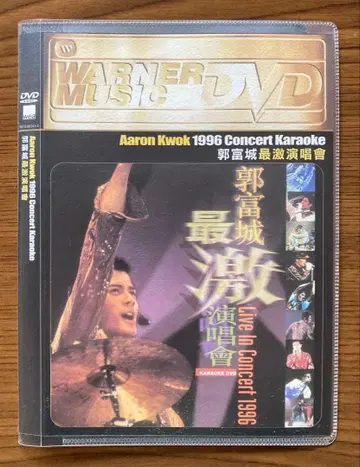 WARNER
MUSIC
DVD
Aaron Kwok 1996 Concert Karaoke
郭富城最激演唱會
郭富城
最激
演唱會
Live in Concert 1996
KARAOKE DVD
DVD
Aaron Kwok 1996 Concert Karaoke
郭富城最激演唱會